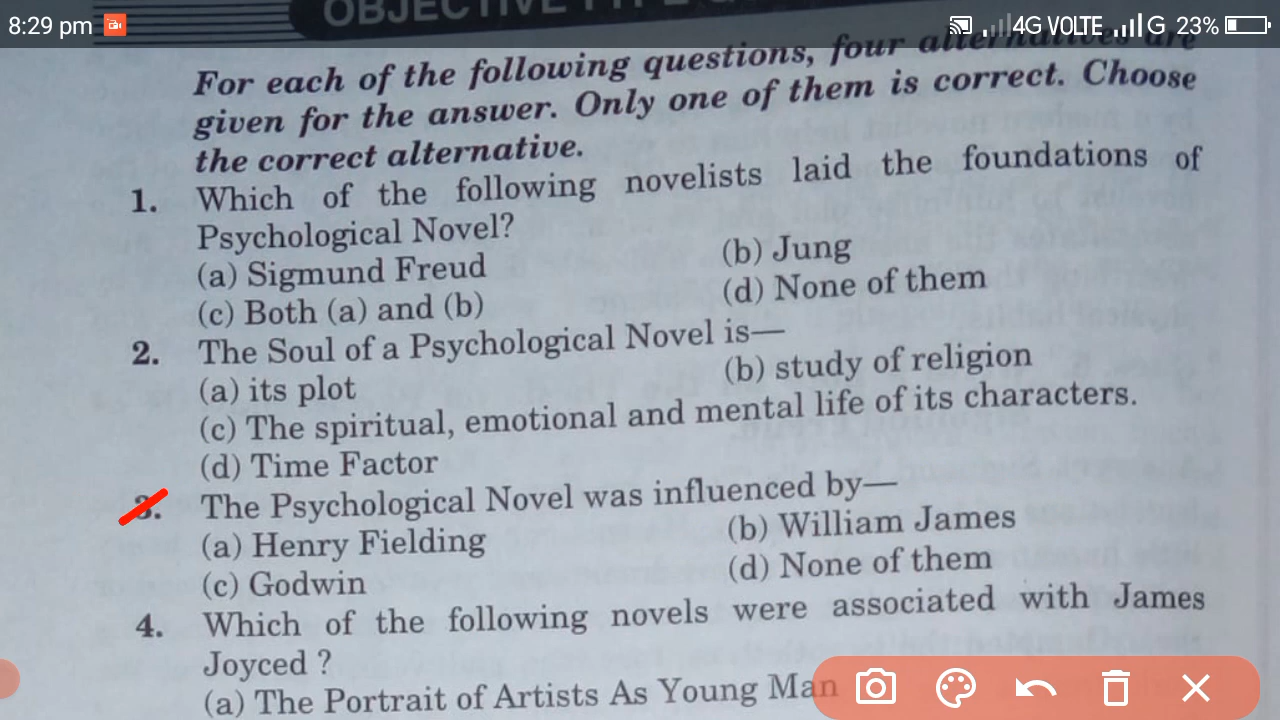 8:29 pm 4G VOLTE G 23%
OBJECTIVE
For each of the following questions, four alternatives are
given for the answer. Only one of them is correct. Choose
the correct alternative.
1. Which of the following novelists laid the foundations of
Psychological Novel?
(a) Sigmund Freud (b) Jung
(c) Both (a) and (b) (d) None of them
2. The Soul of a Psychological Novel is—
(a) its plot (b) study of religion
(c) The spiritual, emotional and mental life of its characters.
(d) Time Factor
3. The Psychological Novel was influenced by—
(a) Henry Fielding (b) William James
(c) Godwin (d) None of them
4. Which of the following novels were associated with James
Joyced ?
(a) The Portrait of Artists As Young Man